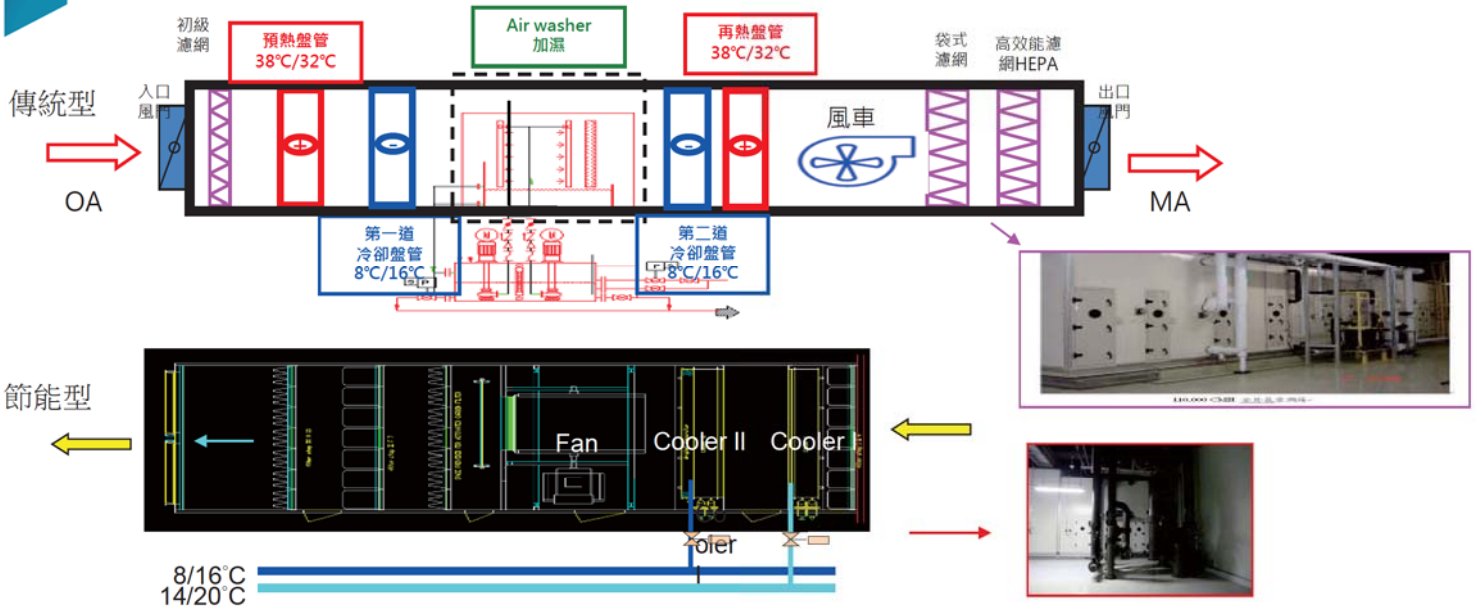 初級
濾網
預熱盤管
38℃/32℃
Air washer
加濕
再熱盤管
38℃/32℃
袋式
濾網
高效能濾
網HEPA
傳統型
入口
風門
風車
出口
風門
OA
MA
第一道
冷卻盤管
8℃/16℃
第二道
冷卻盤管
8℃/16℃
M
M
節能型
Fan
Cooler II
Cooler I
oler
I
8/16°C
14/20°C
110,000 CMH